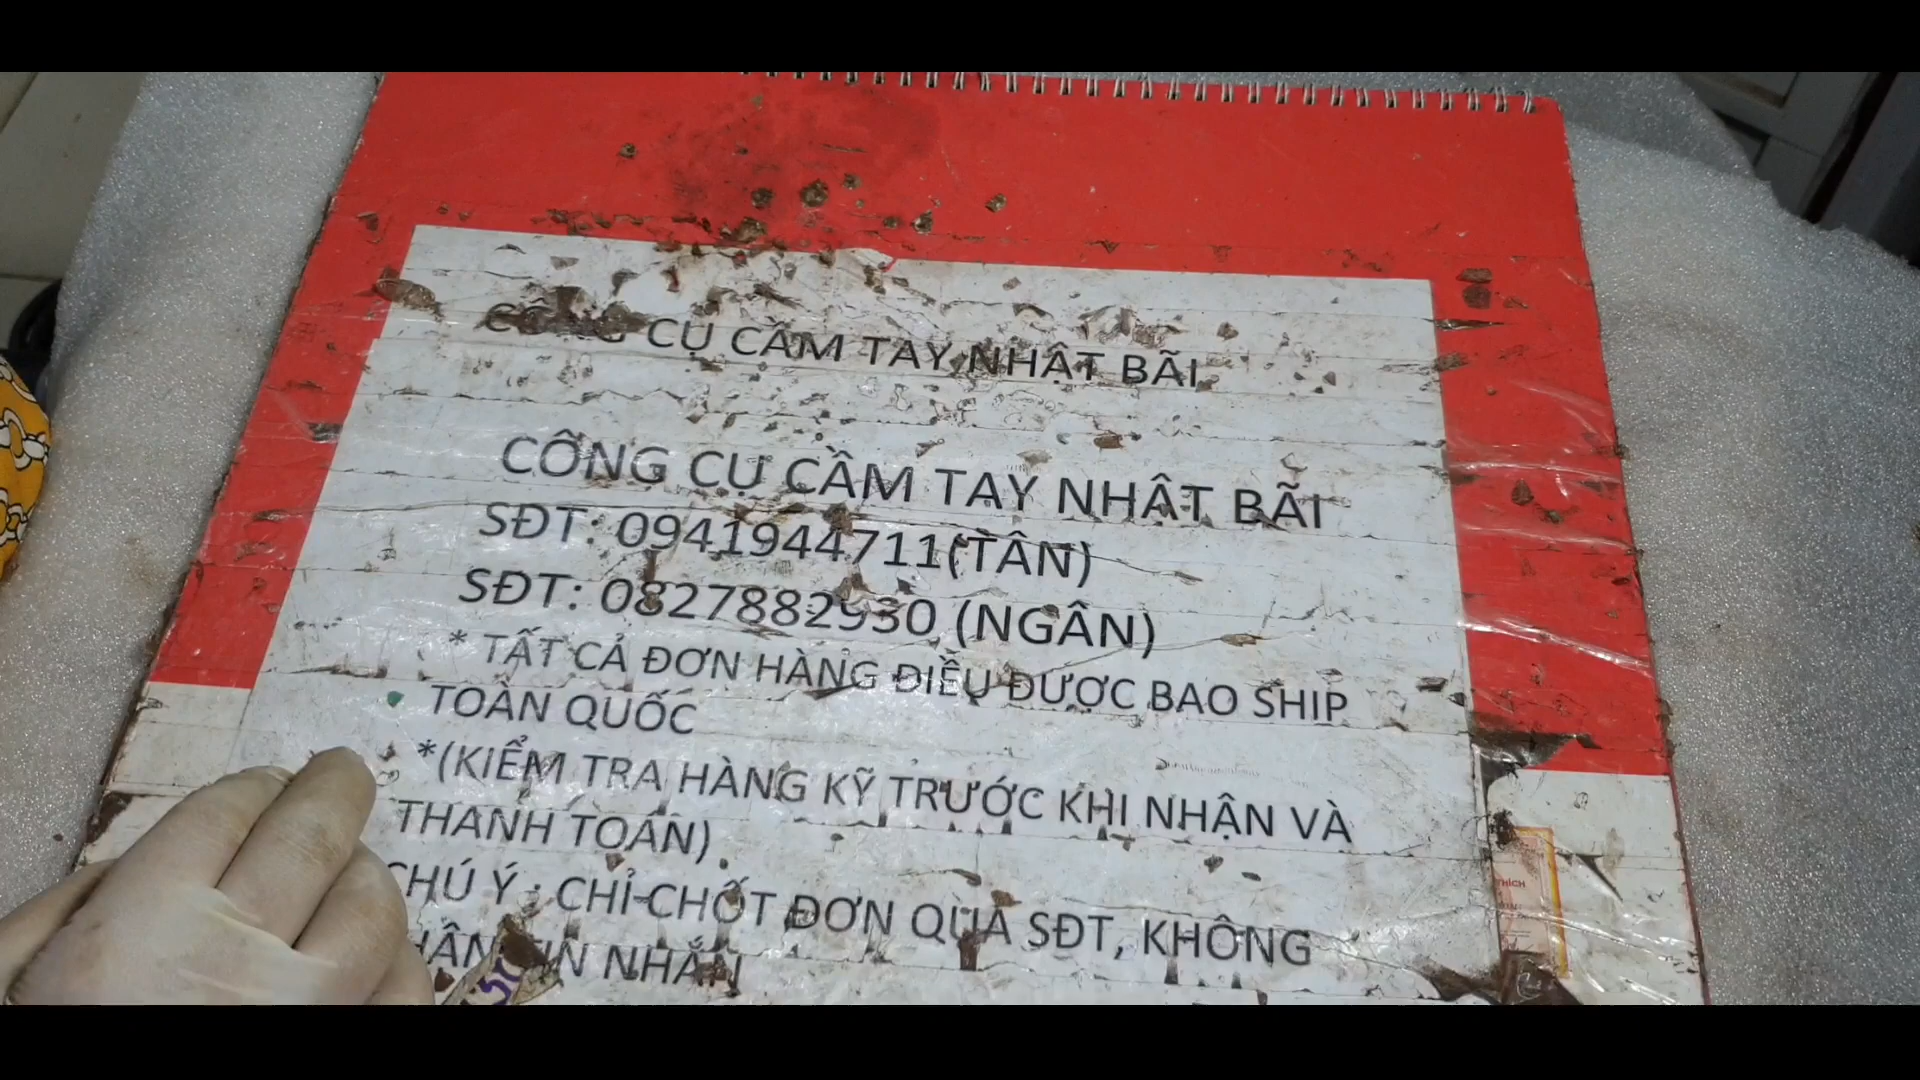 CÔNG CỤ CẦM TAY NHẬT BÃI
CÔNG CỤ CẦM TAY NHẬT BÃI
SĐT: 0941944711(TÂN)
SĐT: 0827882930 (NGÂN)
* TẤT CẢ ĐƠN HÀNG ĐIỀU ĐƯỢC BAO SHIP
TOÀN QUỐC
*(KIỂM TRA HÀNG KỸ TRƯỚC KHI NHẬN VÀ
THANH TOÁN)
CHÚ Ý : CHỈ CHỐT ĐƠN QUA SĐT, KHÔNG
TIN NHẮN
THÍCH